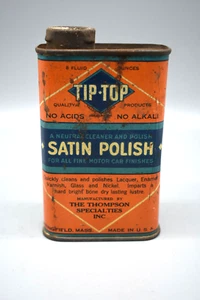 8 FLUID OUNCES
TIP-TOP
QUALITY PRODUCTS
NO ACIDS NO ALKALI
A NEUTRAL CLEANER AND POLISH
SATIN POLISH
FOR ALL FINE MOTOR CAR FINISHES
Quickly cleans and polishes Lacquer, Enamel
Varnish, Glass and Nickel. Imparts a
hard bright bone dry lasting lustre.
MANUFACTURED BY
THE THOMPSON
SPECIALTIES
INC
FIELD, MASS. MADE IN U.S.A.